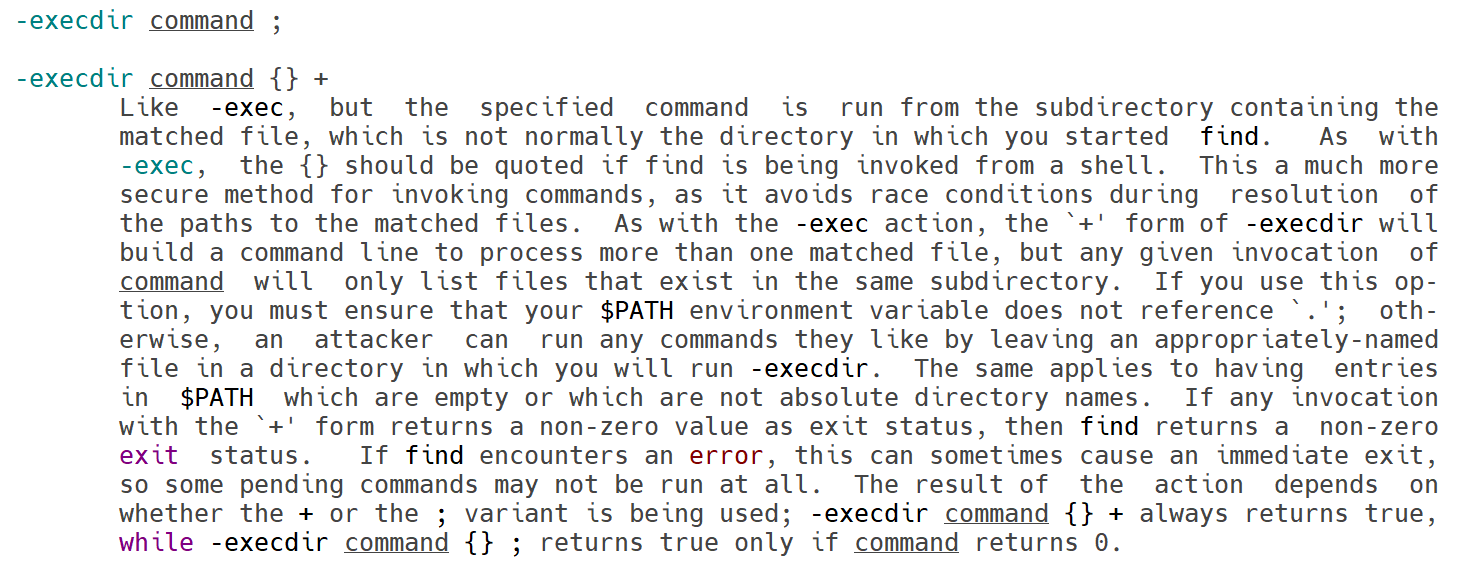 -execdir command ;
-execdir command {} +
Like -exec, but the specified command is run from the subdirectory containing the
matched file, which is not normally the directory in which you started find. As with
-exec, the {} should be quoted if find is being invoked from a shell. This a much more
secure method for invoking commands, as it avoids race conditions during resolution of
the paths to the matched files. As with the -exec action, the `+' form of -execdir will
build a command line to process more than one matched file, but any given invocation of
command will only list files that exist in the same subdirectory. If you use this op-
tion, you must ensure that your $PATH environment variable does not reference `.'; oth-
erwise, an attacker can run any commands they like by leaving an appropriately-named
file in a directory in which you will run -execdir. The same applies to having entries
in $PATH which are empty or which are not absolute directory names. If any invocation
with the `+' form returns a non-zero value as exit status, then find returns a non-zero
exit status. If find encounters an error, this can sometimes cause an immediate exit,
so some pending commands may not be run at all. The result of the action depends on
whether the + or the ; variant is being used; -execdir command {} + always returns true,
while -execdir command {} ; returns true only if command returns 0.